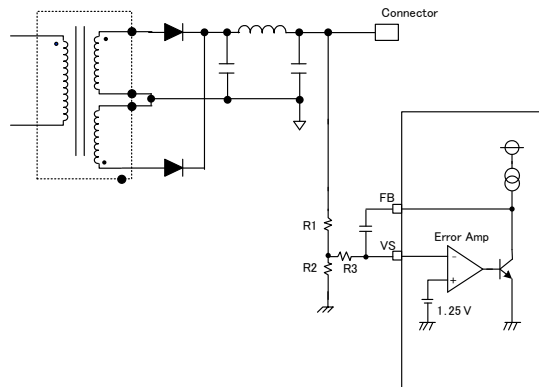 Connector
FB
R1
VS
Error Amp
R2
R3
-
+
1.25 V